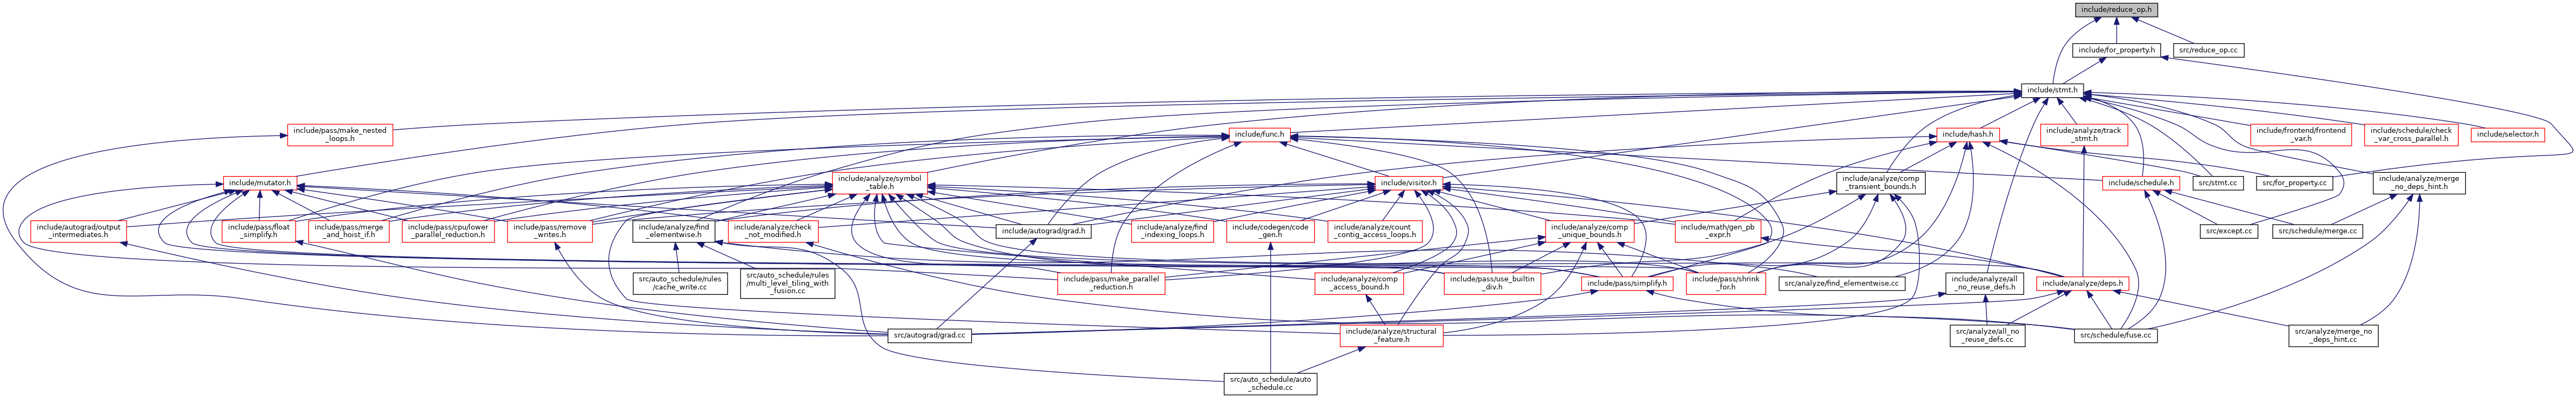 include/reduce_op.h
include/for_property.h
src/reduce_op.cc
include/stmt.h
include/pass/make_nested
_loops.h
include/func.h
include/hash.h
include/analyze/track
_stmt.h
include/frontend/frontend
_var.h
include/schedule/check
_var_cross_parallel.h
include/selector.h
include/mutator.h
include/analyze/symbol
_table.h
include/visitor.h
include/analyze/comp
_transient_bounds.h
include/schedule.h
src/stmt.cc
src/for_property.cc
include/analyze/merge
_no_deps_hint.h
include/autograd/output
_intermediates.h
include/pass/float
_simplify.h
include/pass/merge
_and_hoist_if.h
include/pass/cpu/lower
_parallel_reduction.h
include/pass/remove
_writes.h
include/analyze/find
_elementwise.h
include/analyze/check
_not_modified.h
include/autograd/grad.h
include/analyze/find
_indexing_loops.h
include/codegen/code
_gen.h
include/analyze/count
_contig_access_loops.h
include/analyze/comp
_unique_bounds.h
include/math/gen_pb
_expr.h
src/except.cc
src/schedule/merge.cc
src/auto_schedule/rules
/cache_write.cc
src/auto_schedule/rules
/multi_level_tiling_with
_fusion.cc
include/pass/make_parallel
_reduction.h
include/analyze/comp
_access_bound.h
include/pass/use_builtin
_div.h
include/pass/simplify.h
include/pass/shrink
_for.h
src/analyze/find_elementwise.cc
include/analyze/all
_no_reuse_defs.h
include/analyze/deps.h
src/autograd/grad.cc
include/analyze/structural
_feature.h
src/analyze/all_no
_reuse_defs.cc
src/schedule/fuse.cc
src/analyze/merge_no
_deps_hint.cc
src/auto_schedule/auto
_schedule.cc